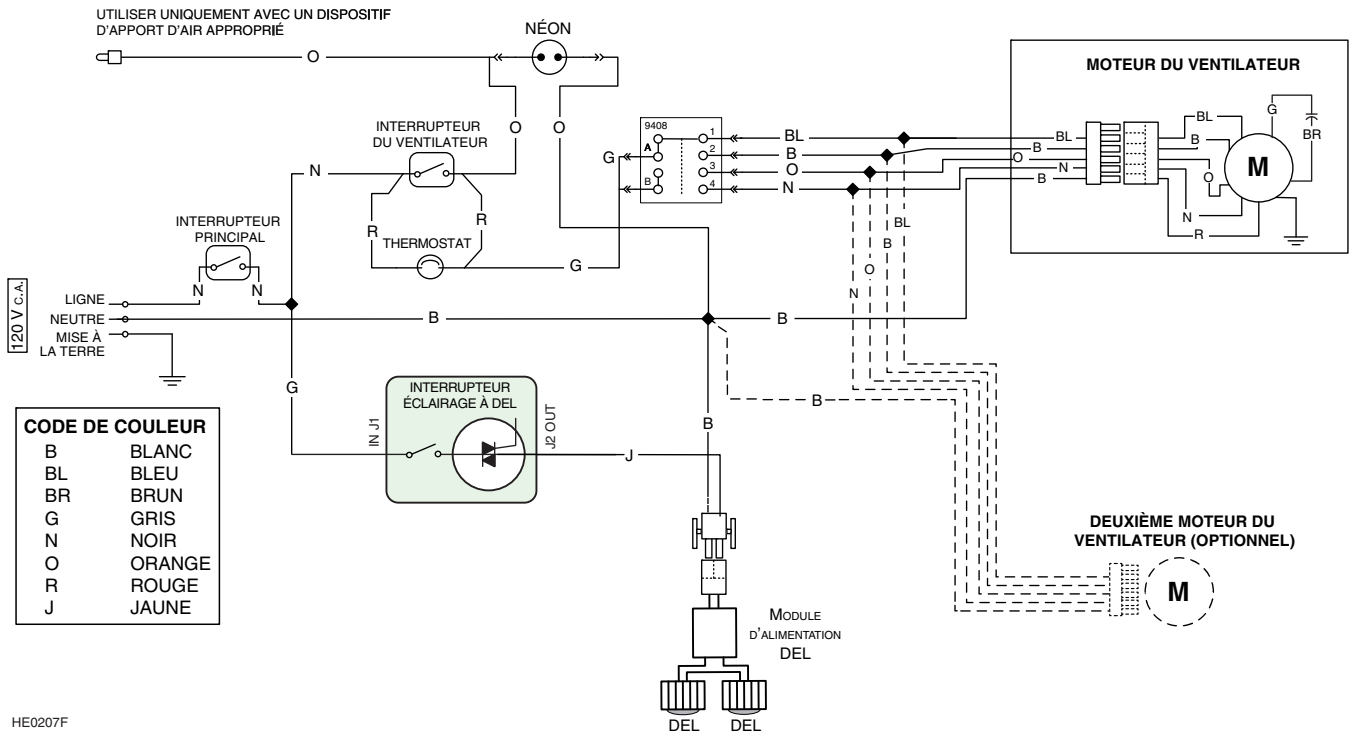 UTILISER UNIQUEMENT AVEC UN DISPOSITIF
D'APPORT D'AIR APPROPRIÉ
O
NÉON
O
O
INTERRUPTEUR
DU VENTILATEUR
N
R
R
THERMOSTAT
G
INTERRUPTEUR
PRINCIPAL
N
N
120 V C.A.
LIGNE
NEUTRE
MISE À
LA TERRE
B
B
G
9408
A
B
1
2
3
4
G
BL
B
O
N
BL
B
O
N
B
MOTEUR DU VENTILATEUR
BL
B
O
N
B
BL
B
O
N
R
M
G
BR
INTERRUPTEUR
ÉCLAIRAGE À DEL
IN J1
J2 OUT
J
B
MODULE
D'ALIMENTATION
DEL
DEL
DEL
DEUXIÈME MOTEUR DU
VENTILATEUR (OPTIONNEL)
M
CODE DE COULEUR
B BLANC
BL BLEU
BR BRUN
G GRIS
N NOIR
O ORANGE
R ROUGE
J JAUNE
HE0207F